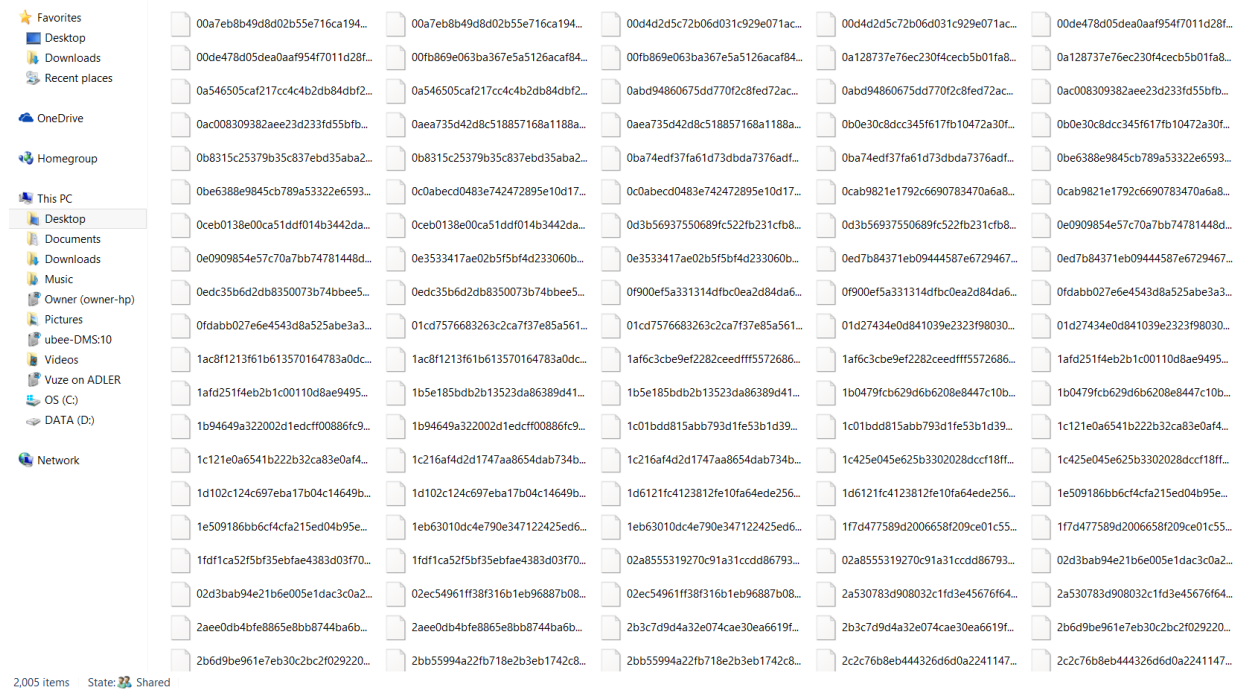 Favorites
Desktop
Downloads
Recent places
OneDrive
Homegroup
This PC
Desktop
Documents
Downloads
Music
Owner (owner-hp)
Pictures
ubee-DMS:10
Videos
Vuze on ADLER
OS (C:)
DATA (D:)
Network
00a7eb8b49d8d02b55e716ca194... 00a7eb8b49d8d02b55e716ca194... 00d4d2d5c72b06d031c929e071ac... 00d4d2d5c72b06d031c929e071ac... 00de478d05dea0aaf954f7011d28f...
00de478d05dea0aaf954f7011d28f... 00fb869e063ba367e5a5126acaf84... 00fb869e063ba367e5a5126acaf84... 0a128737e76ec230f4cecb5b01fa8... 0a128737e76ec230f4cecb5b01fa8...
0a546505caf217cc4c4b2db84dbf2... 0a546505caf217cc4c4b2db84dbf2... 0abd94860675dd770f2c8fed72ac... 0abd94860675dd770f2c8fed72ac... 0ac008309382aee23d233fd55bfb...
0ac008309382aee23d233fd55bfb... 0aea735d42d8c518857168a1188a... 0aea735d42d8c518857168a1188a... 0b0e30c8dcc345f617fb10472a30f... 0b0e30c8dcc345f617fb10472a30f...
0b8315c25379b35c837ebd35aba2... 0b8315c25379b35c837ebd35aba2... 0ba74edf37fa61d73dbda7376adf... 0ba74edf37fa61d73dbda7376adf... 0be6388e9845cb789a53322e6593...
0be6388e9845cb789a53322e6593... 0c0abecd0483e742472895e10d17... 0c0abecd0483e742472895e10d17... 0cab9821e1792c6690783470a6a8... 0cab9821e1792c6690783470a6a8...
0ceb0138e00ca51ddf014b3442da... 0ceb0138e00ca51ddf014b3442da... 0d3b56937550689fc522fb231cfb8... 0d3b56937550689fc522fb231cfb8... 0e0909854e57c70a7bb74781448d...
0e0909854e57c70a7bb74781448d... 0e3533417ae02b5f5bf4d233060b... 0e3533417ae02b5f5bf4d233060b... 0ed7b84371eb09444587e6729467... 0ed7b84371eb09444587e6729467...
0edc35b6d2db8350073b74bbee5... 0edc35b6d2db8350073b74bbee5... 0f900ef5a331314dfbc0ea2d84da6... 0f900ef5a331314dfbc0ea2d84da6... 0fdabb027e6e4543d8a525abe3a3...
0fdabb027e6e4543d8a525abe3a3... 01cd7576683263c2ca7f37e85a561... 01cd7576683263c2ca7f37e85a561... 01d27434e0d841039e2323f98030... 01d27434e0d841039e2323f98030...
1ac8f1213f61b613570164783a0dc... 1ac8f1213f61b613570164783a0dc... 1af6c3cbe9ef2282ceedfff5572686... 1af6c3cbe9ef2282ceedfff5572686... 1afd251f4eb2b1c00110d8ae9495...
1afd251f4eb2b1c00110d8ae9495... 1b5e185bdb2b13523da86389d41... 1b5e185bdb2b13523da86389d41... 1b0479fcb629d6b6208e8447c10b... 1b0479fcb629d6b6208e8447c10b...
1b94649a322002d1edcff00886fc9... 1b94649a322002d1edcff00886fc9... 1c01bdd815abb793d1fe53b1d39... 1c01bdd815abb793d1fe53b1d39... 1c121e0a6541b222b32ca83e0af4...
1c121e0a6541b222b32ca83e0af4... 1c216af4d2d1747aa8654dab734b... 1c216af4d2d1747aa8654dab734b... 1c425e045e625b3302028dccf18ff... 1c425e045e625b3302028dccf18ff...
1d102c124c697eba17b04c14649b... 1d102c124c697eba17b04c14649b... 1d6121fc4123812fe10fa64ede256... 1d6121fc4123812fe10fa64ede256... 1e509186bb6cf4cfa215ed04b95e...
1e509186bb6cf4cfa215ed04b95e... 1eb63010dc4e790e347122425ed6... 1eb63010dc4e790e347122425ed6... 1f7d477589d2006658f209ce01c55... 1f7d477589d2006658f209ce01c55...
1fdf1ca52f5bf35ebfae4383d03f70... 1fdf1ca52f5bf35ebfae4383d03f70... 02a8555319270c91a31ccdd86793... 02a8555319270c91a31ccdd86793... 02d3bab94e21b6e005e1dac3c0a2...
02d3bab94e21b6e005e1dac3c0a2... 02ec54961ff38f316b1eb96887b08... 02ec54961ff38f316b1eb96887b08... 2a530783d908032c1fd3e45676f64... 2a530783d908032c1fd3e45676f64...
2aee0db4bfe8865e8bb8744ba6b... 2aee0db4bfe8865e8bb8744ba6b... 2b3c7d9d4a32e074cae30ea6619f... 2b3c7d9d4a32e074cae30ea6619f... 2b6d9be961e7eb30c2bc2f029220...
2b6d9be961e7eb30c2bc2f029220... 2bb55994a22fb718e2b3eb1742c8... 2bb55994a22fb718e2b3eb1742c8... 2c2c76b8eb444326d6d0a2241147... 2c2c76b8eb444326d6d0a2241147...
2,005 items State: Shared